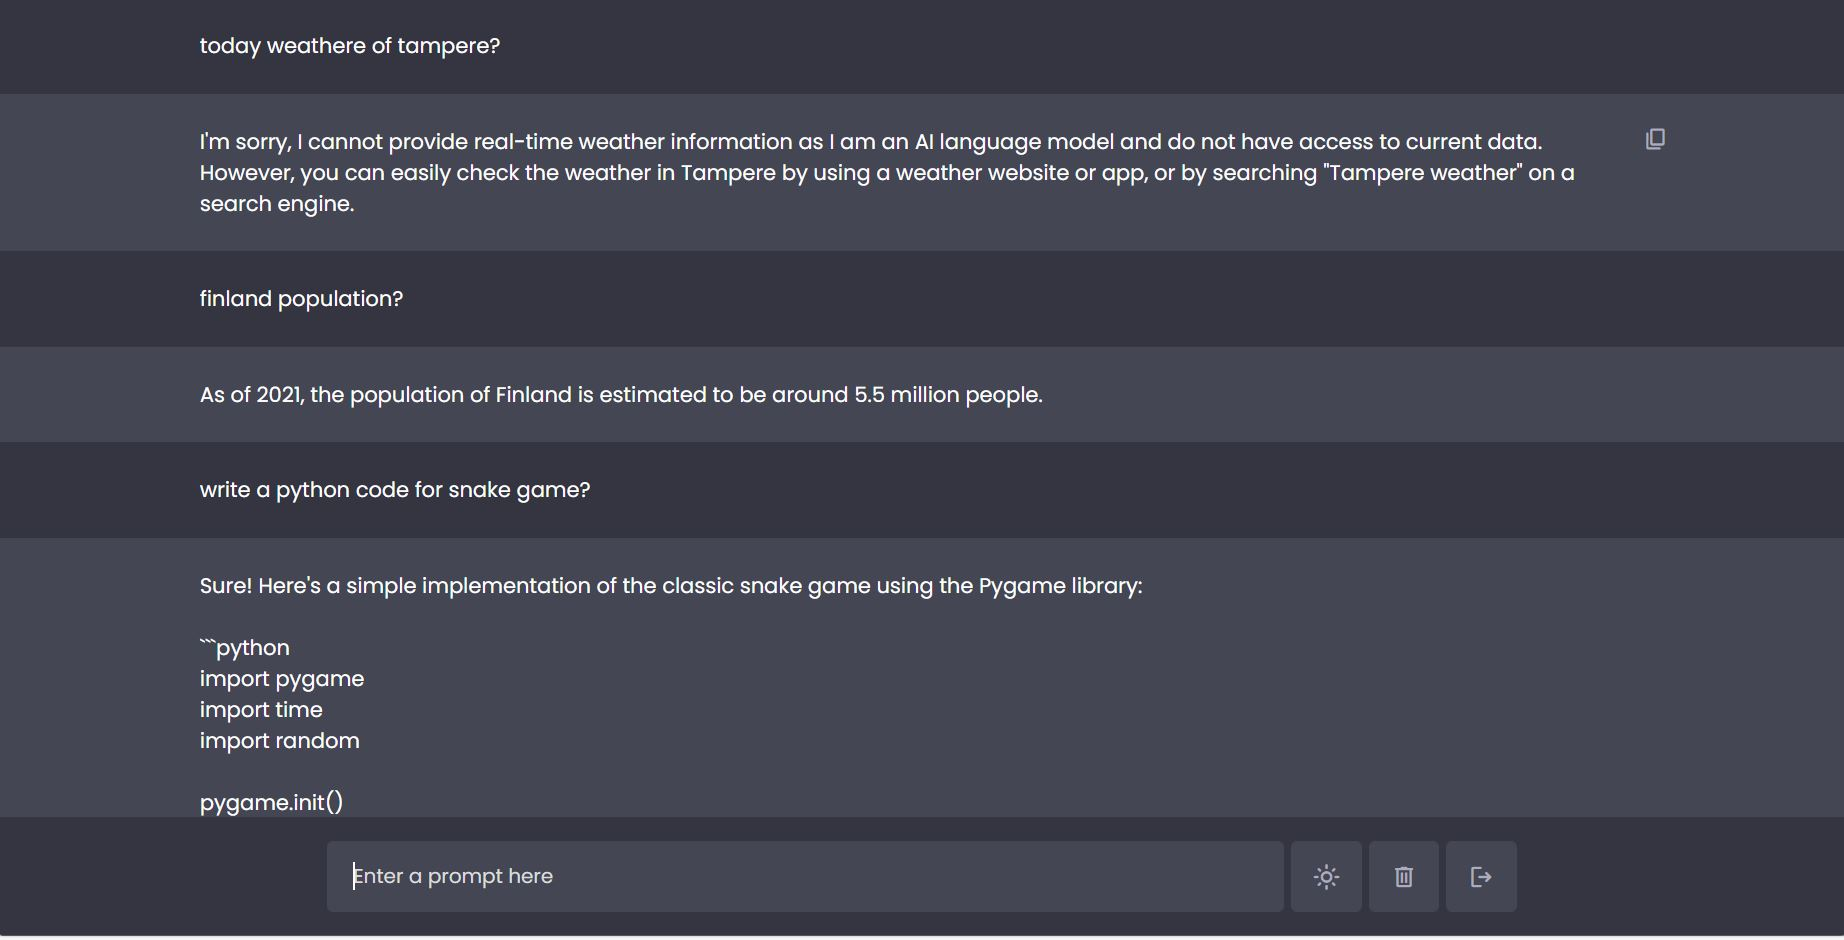 today weathere of tampere?
I'm sorry, I cannot provide real-time weather information as I am an AI language model and do not have access to current data.
However, you can easily check the weather in Tampere by using a weather website or app, or by searching "Tampere weather" on a
search engine.
finland population?
As of 2021, the population of Finland is estimated to be around 5.5 million people.
write a python code for snake game?
Sure! Here's a simple implementation of the classic snake game using the Pygame library:
```python
import pygame
import time
import random
pygame.init()
Enter a prompt here